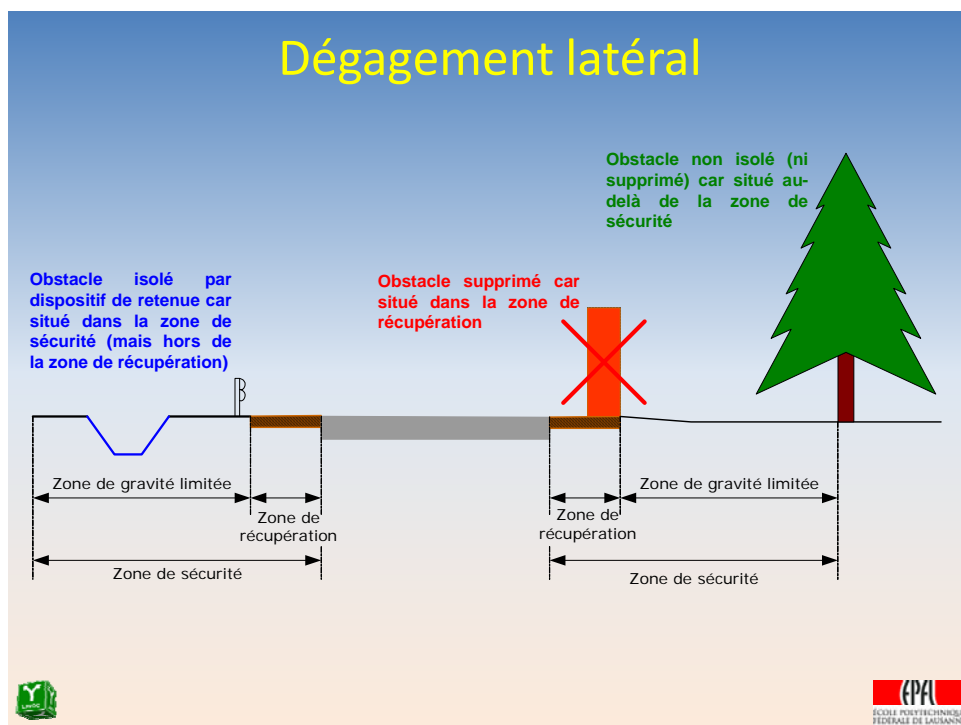 Dégagement latéral
Obstacle non isolé (ni
supprimé) car situé au-
delà de la zone de
sécurité
Obstacle isolé par
dispositif de retenue car
situé dans la zone de
sécurité (mais hors de
la zone de récupération)
Obstacle supprimé car
situé dans la zone de
récupération
Zone de gravité limitée
Zone de
récupération
Zone de sécurité
Zone de
récupération
Zone de gravité limitée
Zone de sécurité
EPFL
ÉCOLE POLYTECHNIQUE
FÉDÉRALE DE LAUSANNE